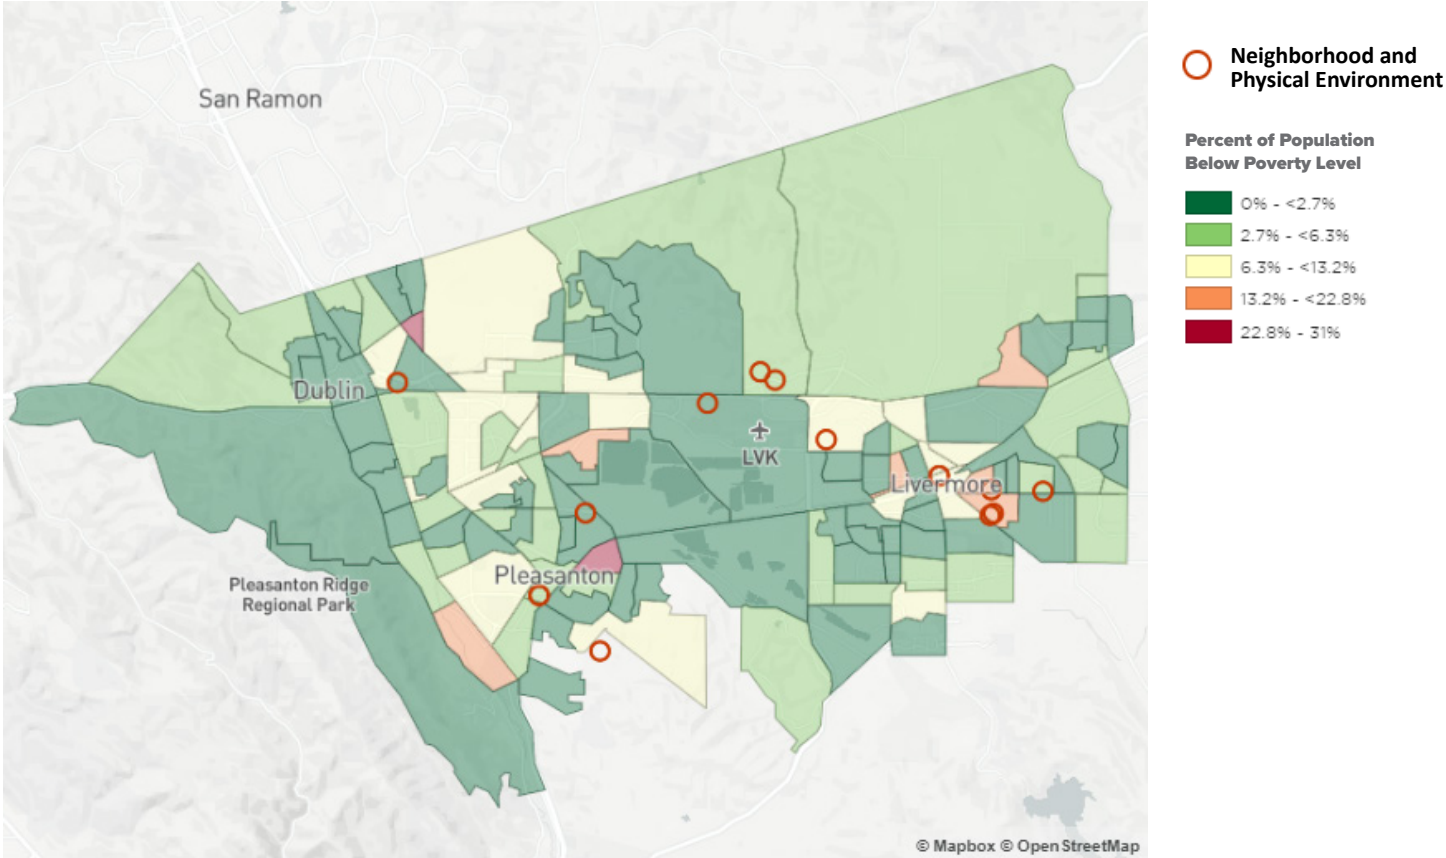 San Ramon
Dublin
LVK
Livermore
Pleasanton
Pleasanton Ridge
Regional Park
© Mapbox © OpenStreetMap
Neighborhood and
Physical Environment
Percent of Population
Below Poverty Level
0% - <2.7%
2.7% - <6.3%
6.3% - <13.2%
13.2% - <22.8%
22.8% - 31%